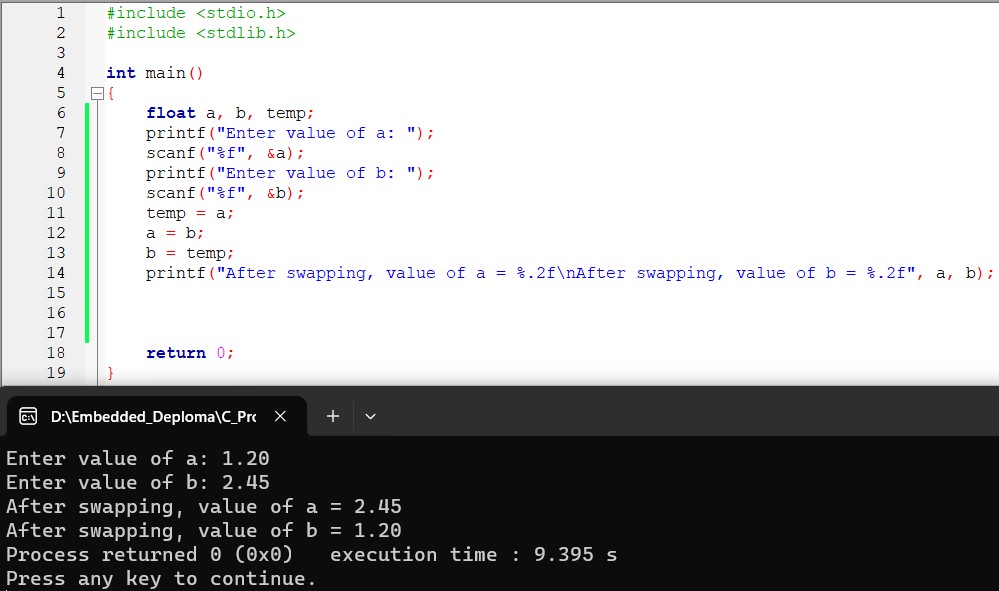 1 #include <stdio.h>
2 #include <stdlib.h>
3
4 int main()
5 {
6 float a, b, temp;
7 printf("Enter value of a: ");
8 scanf("%f", &a);
9 printf("Enter value of b: ");
10 scanf("%f", &b);
11 temp = a;
12 a = b;
13 b = temp;
14 printf("After swapping, value of a = %.2f\nAfter swapping, value of b = %.2f", a, b);
15
16
17
18 return 0;
19 }
D:\Embedded_Deploma\C_Prc
Enter value of a: 1.20
Enter value of b: 2.45
After swapping, value of a = 2.45
After swapping, value of b = 1.20
Process returned 0 (0x0)   execution time : 9.395 s
Press any key to continue.